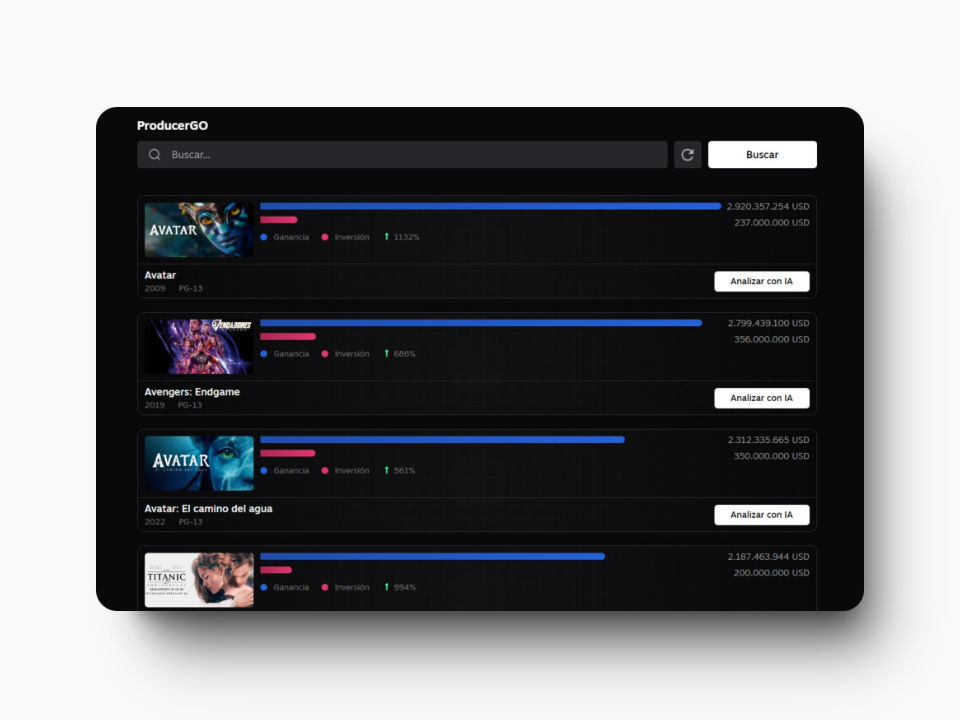 ProducerGO
Buscar...
Buscar
AVATAR
2.920.357.254 USD
237.000.000 USD
Ganancia Inversión ↑ 1132%
Avatar
2009 PG-13
Analizar con IA
VENGADORES
2.799.439.100 USD
356.000.000 USD
Ganancia Inversión ↑ 686%
Avengers: Endgame
2019 PG-13
Analizar con IA
AVATAR
2.312.335.665 USD
350.000.000 USD
Ganancia Inversión ↑ 561%
Avatar: El camino del agua
2022 PG-13
Analizar con IA
TITANIC
2.187.463.944 USD
200.000.000 USD
Ganancia Inversión ↑ 994%